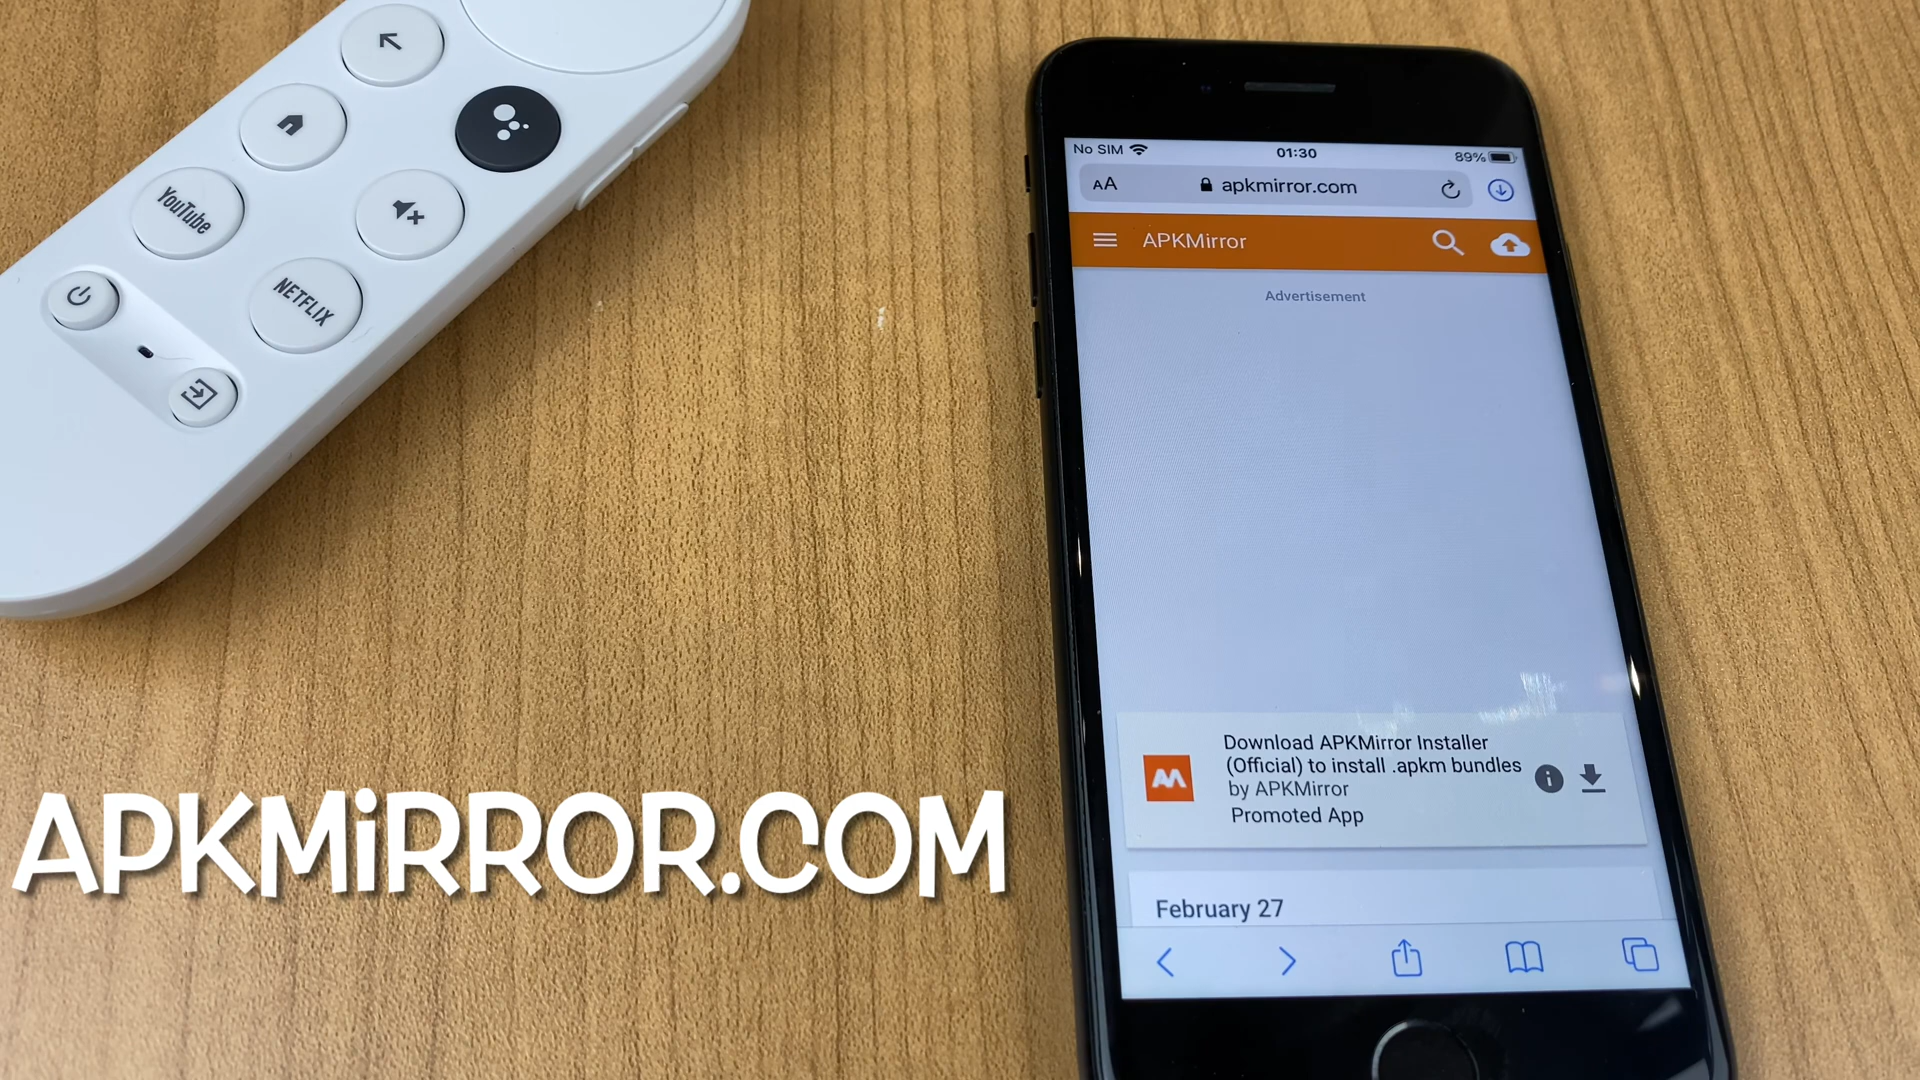 YouTube
NETFLIX
No SIM
01:30
89%
AA
apkmirror.com
APKMirror
Advertisement
Download APKMirror Installer
(Official) to install .apkm bundles
by APKMirror
Promoted App
February 27
APKMiRROR.COM